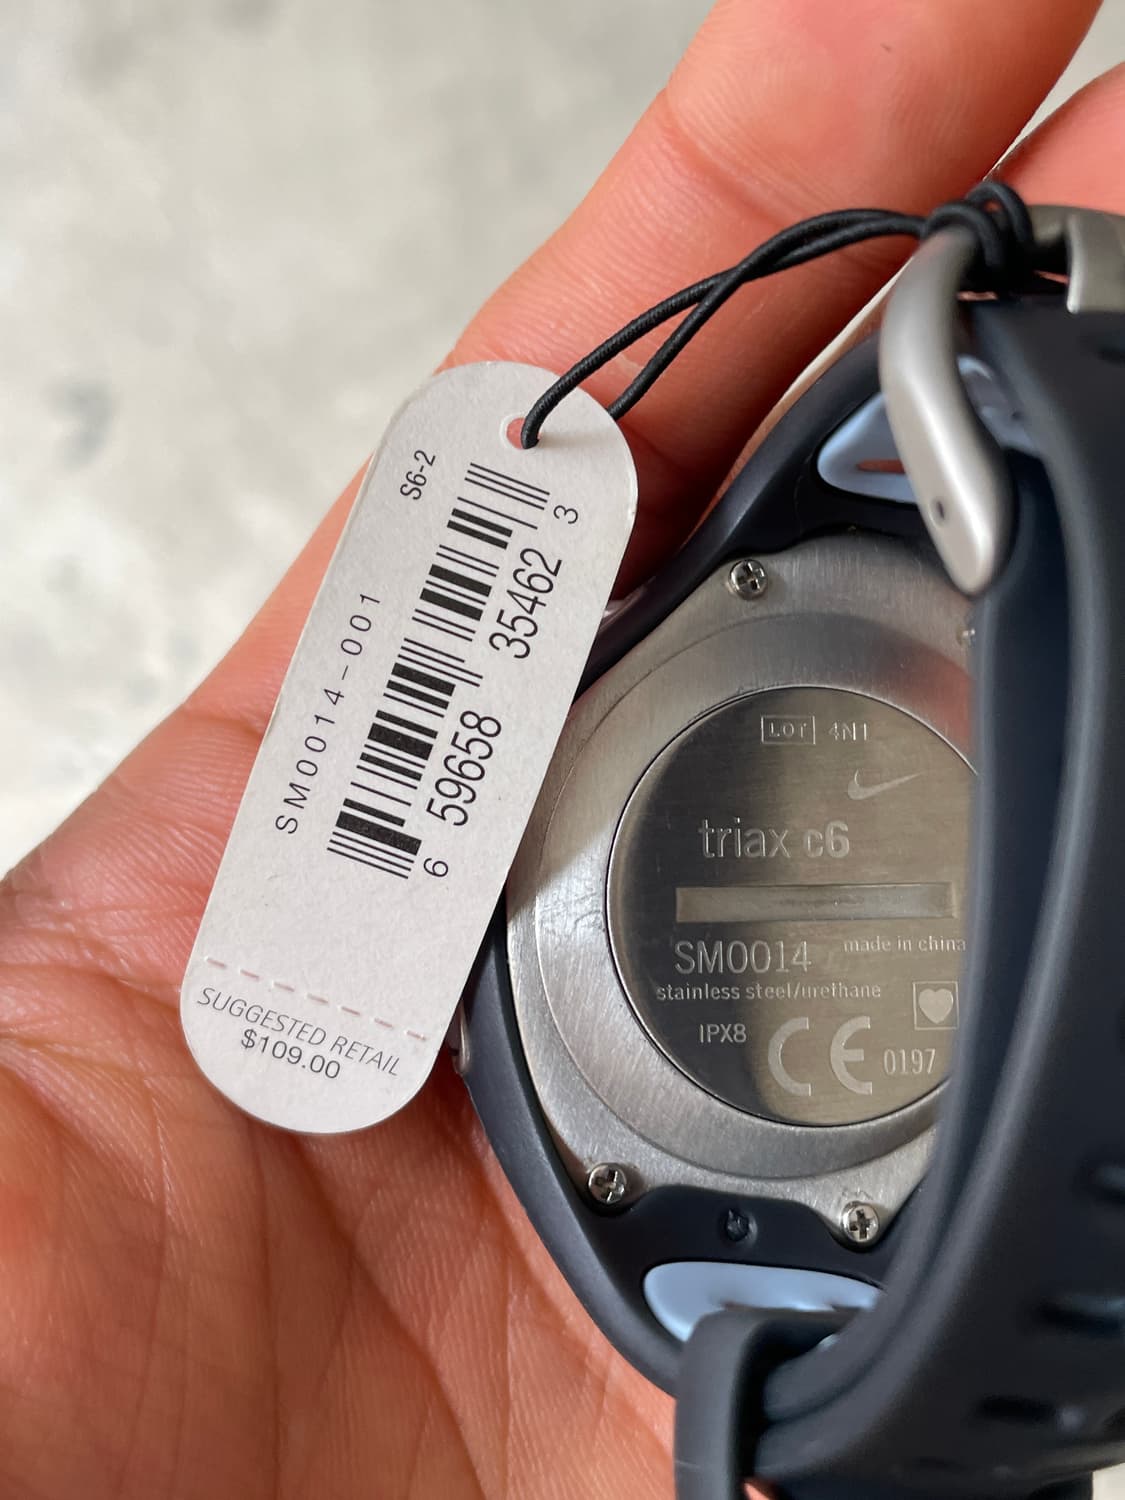 S6-2
SM0014-001
6 59658 35462 3
SUGGESTED RETAIL
$109.00
LOT 4N1
triax c6
SM0014 made in china
stainless steel/urethane
IPX8 CE 0197